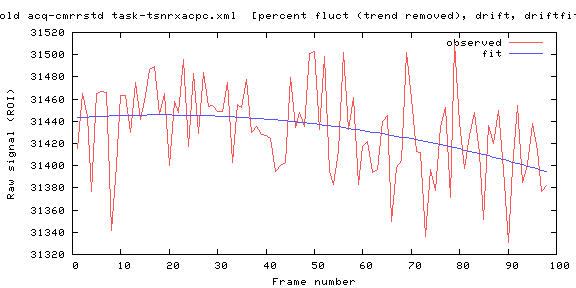 old acq-cmrrstd task-tsnrxacpc.xml [percent fluct (trend removed), drift, driftfi
31520
31500
31480
31460
31440
31420
31400
31380
31360
31340
31320
observed
fit
Raw signal (ROI)
0 10 20 30 40 50 60 70 80 90 100
Frame number